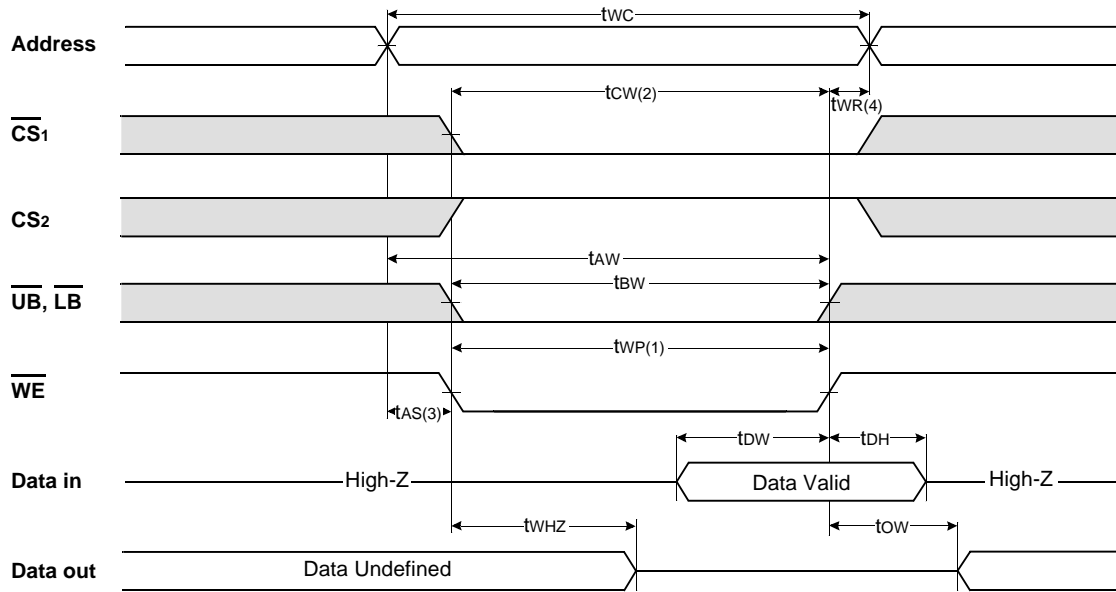 tWC
Address
tCW(2)
tWR(4)
CS1
CS2
tAW
tBW
UB, LB
tWP(1)
WE
tAS(3)
tDW
tDH
Data in
High-Z
Data Valid
High-Z
tWHZ
tOW
Data out
Data Undefined